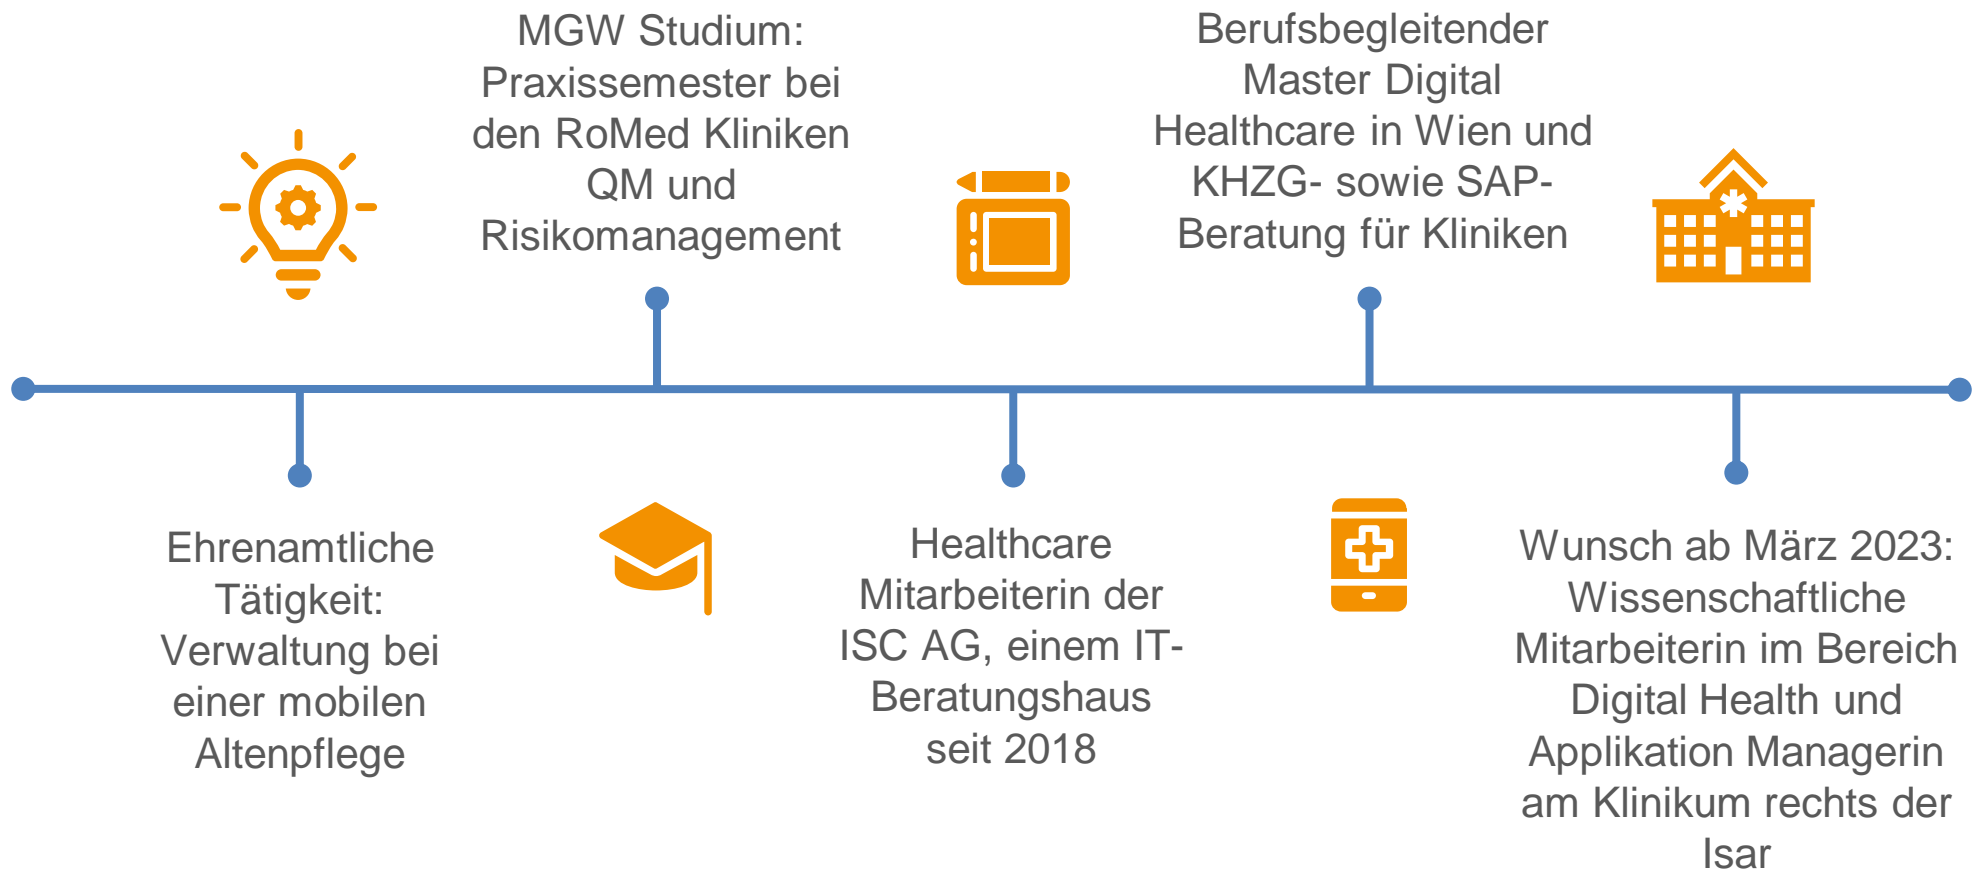 MGW Studium:
Praxissemester bei
den RoMed Kliniken
QM und
Risikomanagement
Berufsbegleitender
Master Digital
Healthcare in Wien und
KHZG- sowie SAP-
Beratung für Kliniken
Ehrenamtliche
Tätigkeit:
Verwaltung bei
einer mobilen
Altenpflege
Healthcare
Mitarbeiterin der
ISC AG, einem IT-
Beratungshaus
seit 2018
Wunsch ab März 2023:
Wissenschaftliche
Mitarbeiterin im Bereich
Digital Health und
Applikation Managerin
am Klinikum rechts der
Isar